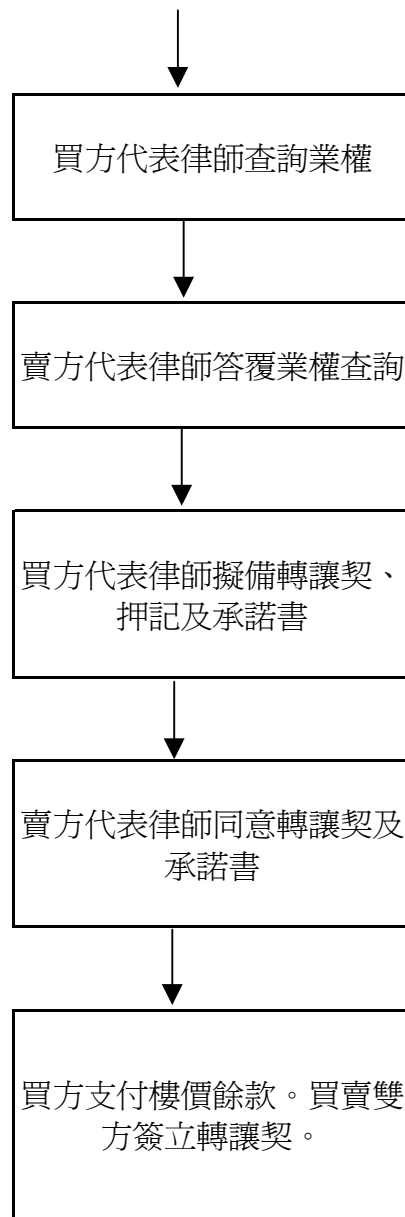 買方代表律師查詢業權
賣方代表律師答覆業權查詢
買方代表律師擬備轉讓契、
押記及承諾書
賣方代表律師同意轉讓契及
承諾書
買方支付樓價餘款。買賣雙
方簽立轉讓契。